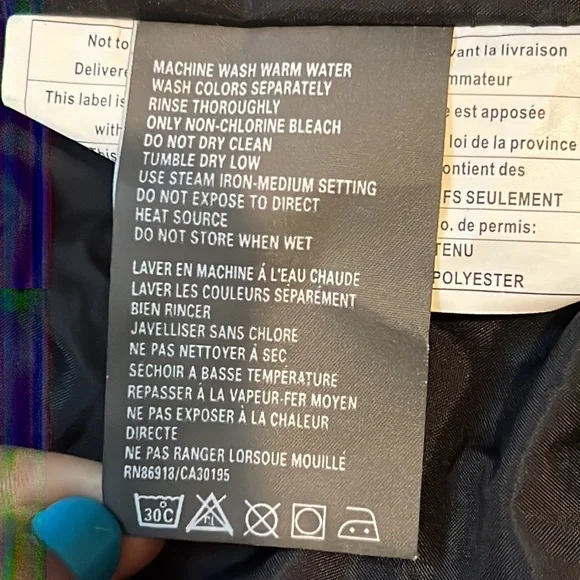 Not to
Deliver
This label is
with
This
MACHINE WASH WARM WATER
WASH COLORS SEPARATELY
RINSE THOROUGHLY
ONLY NON-CHLORINE BLEACH
DO NOT DRY CLEAN
TUMBLE DRY LOW
USE STEAM IRON-MEDIUM SETTING
DO NOT EXPOSE TO DIRECT
HEAT SOURCE
DO NOT STORE WHEN WET
LAVER EN MACHINE À L'EAU CHAUDE
LAVER LES COULEURS SÉPARÉMENT
BIEN RINCER
JAVELLISER SANS CHLORE
NE PAS NETTOYER À SEC
SECHOIR A BASSE TEMPÉRATURE
REPASSER À LA VAPEUR-FER MOYEN
NE PAS EXPOSER À LA CHALEUR
DIRECTE
NE PAS RANGER LORSQUE MOUILLÉ
RN86918/CA30195
30°C
vant la livraison
mmateur
e est apposée
loi de la province
ontient des
FS SEULEMENT
o. de permis:
TENU
POLYESTER